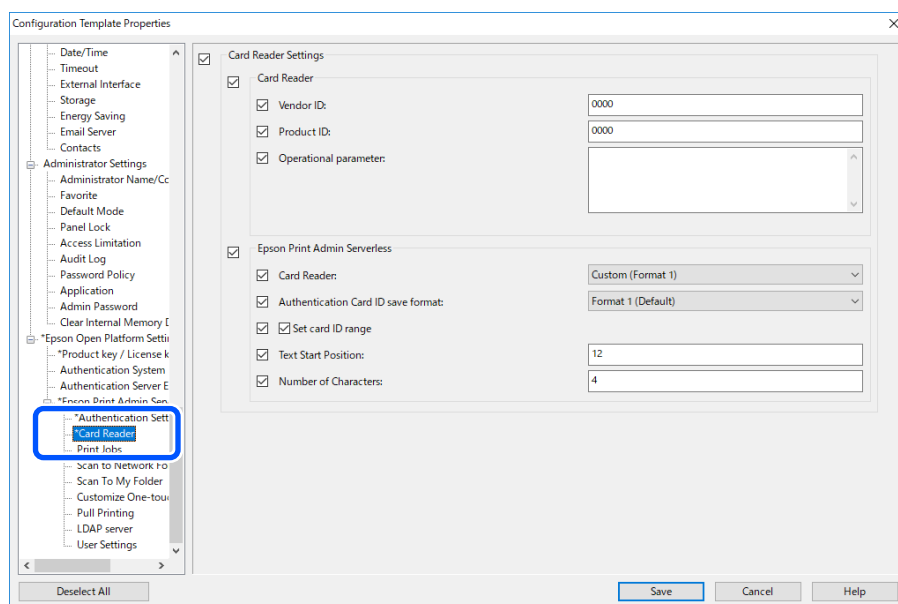 Configuration Template Properties
Date/Time
Timeout
External Interface
Storage
Energy Saving
Email Server
Contacts
Administrator Settings
Administrator Name/Cc
Favorite
Default Mode
Panel Lock
Access Limitation
Audit Log
Password Policy
Application
Admin Password
Clear Internal Memory D
*Epson Open Platform Settin
*Product key / License k
Authentication System
Authentication Server E
*Epson Print Admin Ser
*Authentication Sett
*Card Reader
Print Jobs
Scan to Network Fo
Scan To My Folder
Customize One-tou
Pull Printing
LDAP server
User Settings
Card Reader Settings
Card Reader
Vendor ID: 0000
Product ID: 0000
Operational parameter:
Epson Print Admin Serverless
Card Reader: Custom (Format 1)
Authentication Card ID save format: Format 1 (Default)
Set card ID range
Text Start Position: 12
Number of Characters: 4
Deselect All Save Cancel Help